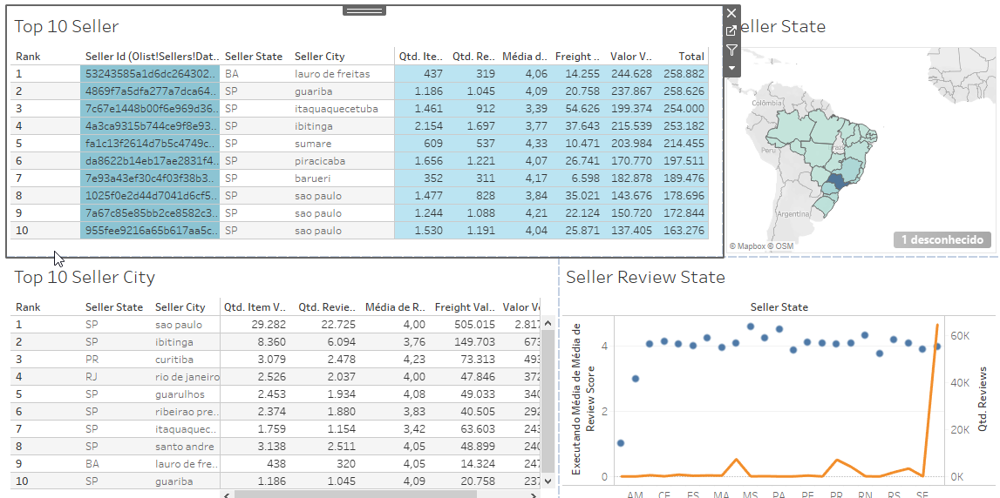 Top 10 Seller
Rank Seller Id (Olist!Sellers!Dat.. Seller State Seller City Qtd. Ite.. Qtd. Re.. Média d.. Freight .. Valor V.. Total
1 53243585a1d6dc264302.. BA lauro de freitas 437 319 4,06 14.255 244.628 258.882
2 4869f7a5dfa277a7dca64.. SP guariba 1.186 1.045 4,09 20.758 237.867 258.626
3 7c67e1448b00f6e969d36.. SP itaquaquecetuba 1.461 912 3,39 54.626 199.374 254.000
4 4a3ca9315b744ce9f8e93.. SP ibitinga 2.154 1.697 3,77 37.643 215.539 253.182
5 fa1c13f2614d7b5c4749c.. SP sumare 609 537 4,33 10.471 203.984 214.455
6 da8622b14eb17ae2831f4.. SP piracicaba 1.656 1.221 4,07 26.741 170.770 197.511
7 7e93a43ef30c4f03f38b3.. SP barueri 352 311 4,17 6.598 182.878 189.476
8 1025f0e2d44d7041d6cf5.. SP sao paulo 1.477 828 3,84 35.021 143.676 178.696
9 7a67c85e85bb2ce8582c3.. SP sao paulo 1.244 1.088 4,21 22.124 150.720 172.844
10 955fee9216a65b617aa5c.. SP sao paulo 1.530 1.191 4,04 25.871 137.405 163.276
eller State
Colômbia
Peru
Argentina
© Mapbox © OSM
1 desconhecido
Top 10 Seller City
Rank Seller State Seller City Qtd. Item V.. Qtd. Revie.. Média de R.. Freight Val.. Valor Ve
1 SP sao paulo 29.282 22.725 4,00 505.015 2.817
2 SP ibitinga 8.360 6.094 3,76 149.703 673
3 PR curitiba 3.079 2.478 4,23 73.313 493
4 RJ rio de janeiro 2.526 2.037 4,00 47.846 372
5 SP guarulhos 2.453 1.934 4,08 49.033 340
6 SP ribeirao pre.. 2.374 1.880 3,83 40.505 292
7 SP itaquaquec.. 1.759 1.154 3,42 63.603 243
8 SP santo andre 3.138 2.511 4,05 48.899 240
9 BA lauro de fre.. 438 320 4,05 14.324 247
10 SP guariba 1.186 1.045 4,09 20.758 237
Seller Review State
Seller State
Executando Média de Média de
Review Score
4
2
0
60K
40K
20K
0K
Qtd. Reviews
AM CE ES MA MS PA PE PR RN RS SE